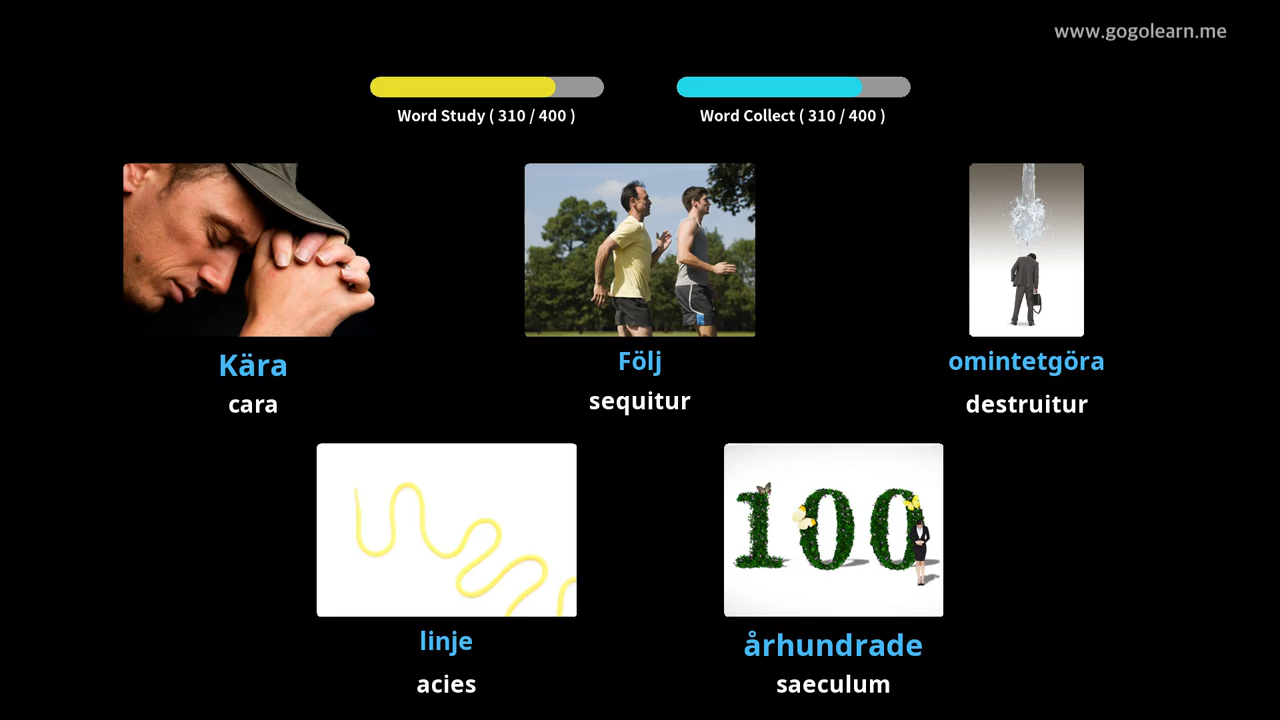 www.gogolearn.me
Word Study ( 310 / 400 )
Word Collect ( 310 / 400 )
Kära
cara
Följ
sequitur
omintetgöra
destruitur
100
linje
acies
århundrade
saeculum